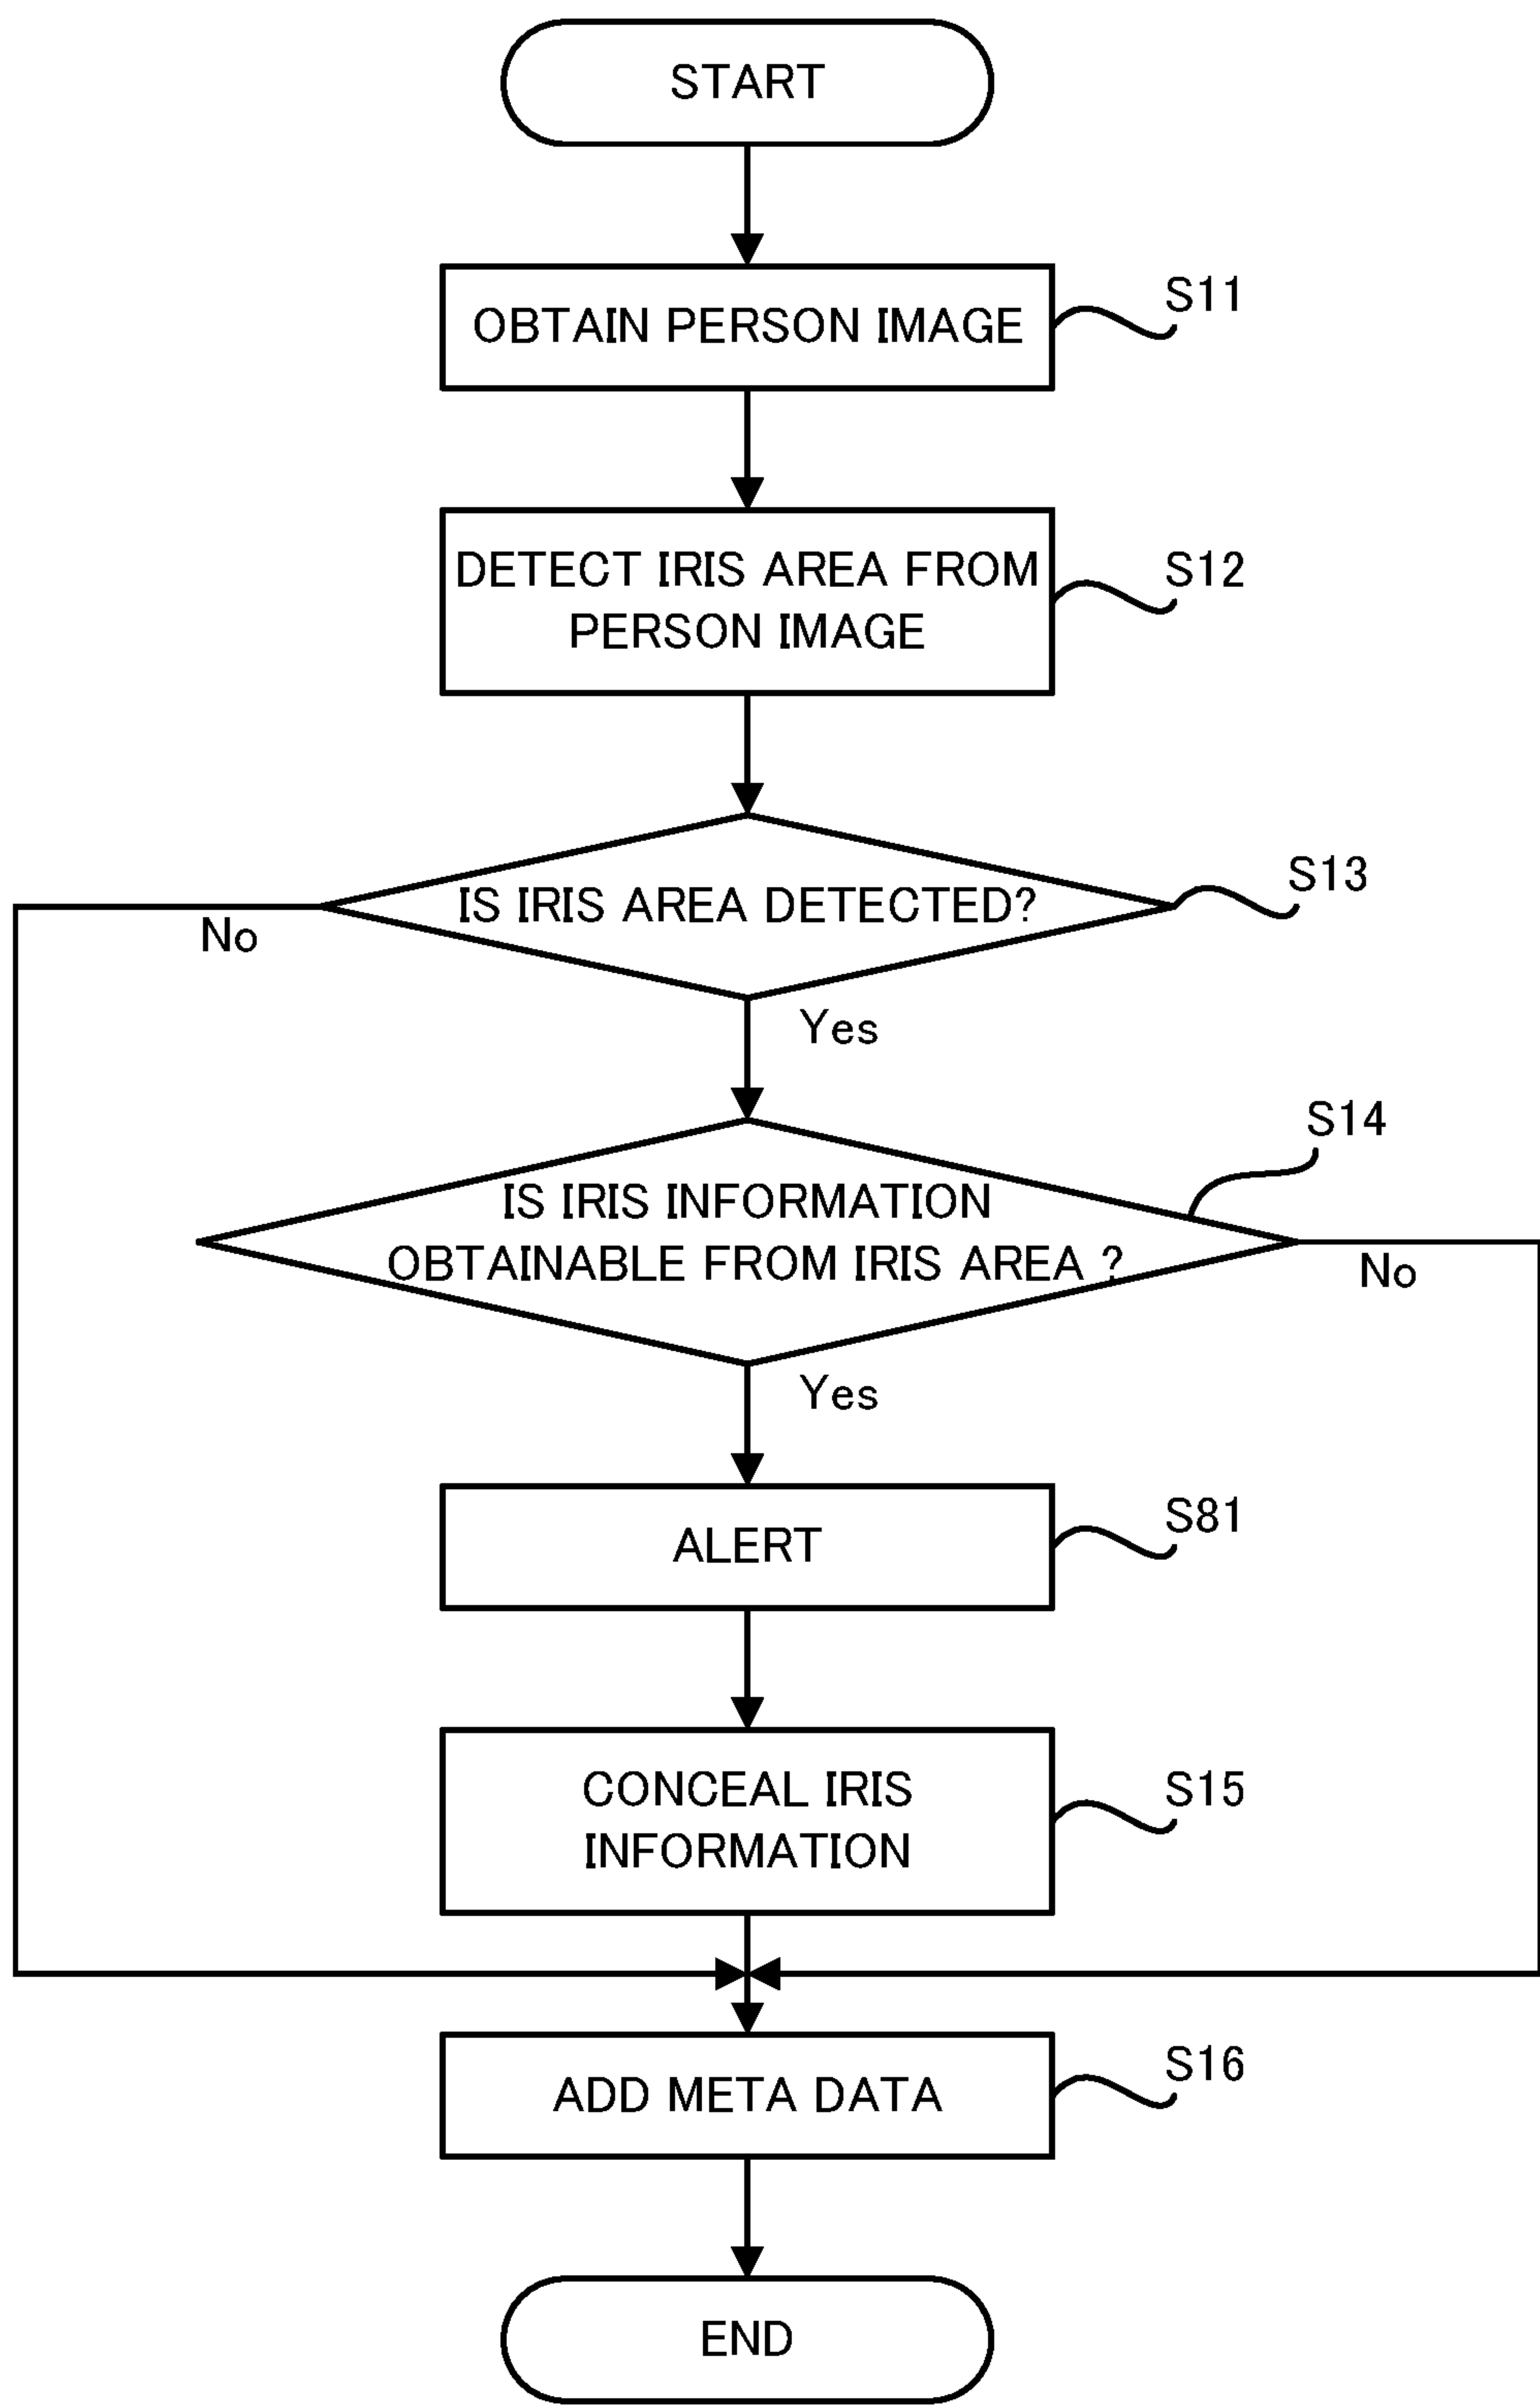 START
OBTAIN PERSON IMAGE
S11
DETECT IRIS AREA FROM
PERSON IMAGE
S12
IS IRIS AREA DETECTED?
S13
No
Yes
S14
IS IRIS INFORMATION
OBTAINABLE FROM IRIS AREA ?
No
Yes
ALERT
S81
CONCEAL IRIS
INFORMATION
S15
ADD META DATA
S16
END